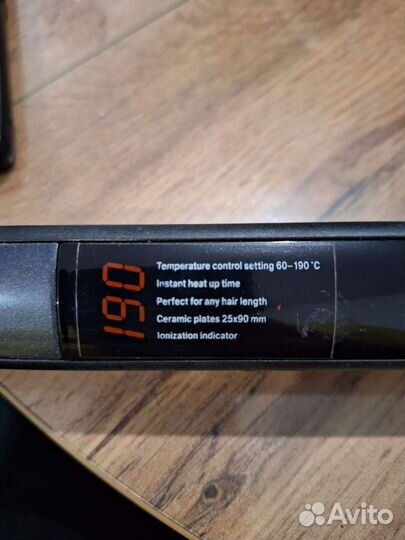 190
Temperature control setting 60-190 °C
Instant heat up time
Perfect for any hair length
Ceramic plates 25x90 mm
Ionization indicator
Avito